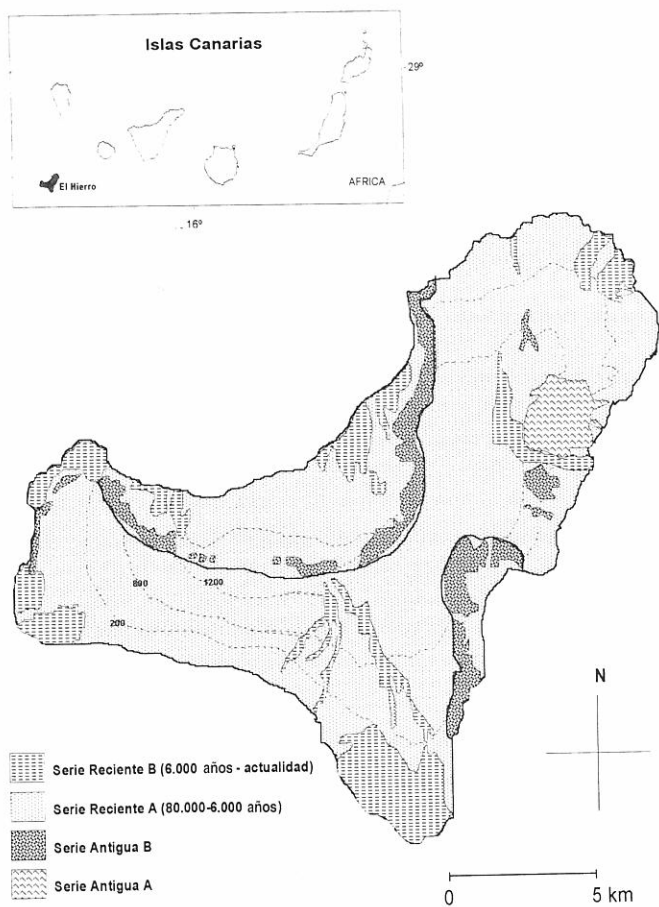 Islas Canarias
29º
El Hierro
AFRICA
16º
890
1200
200
N
Serie Reciente B (6.000 años - actualidad)
Serie Reciente A (80.000-6.000 años)
Serie Antigua B
Serie Antigua A
0
5 km